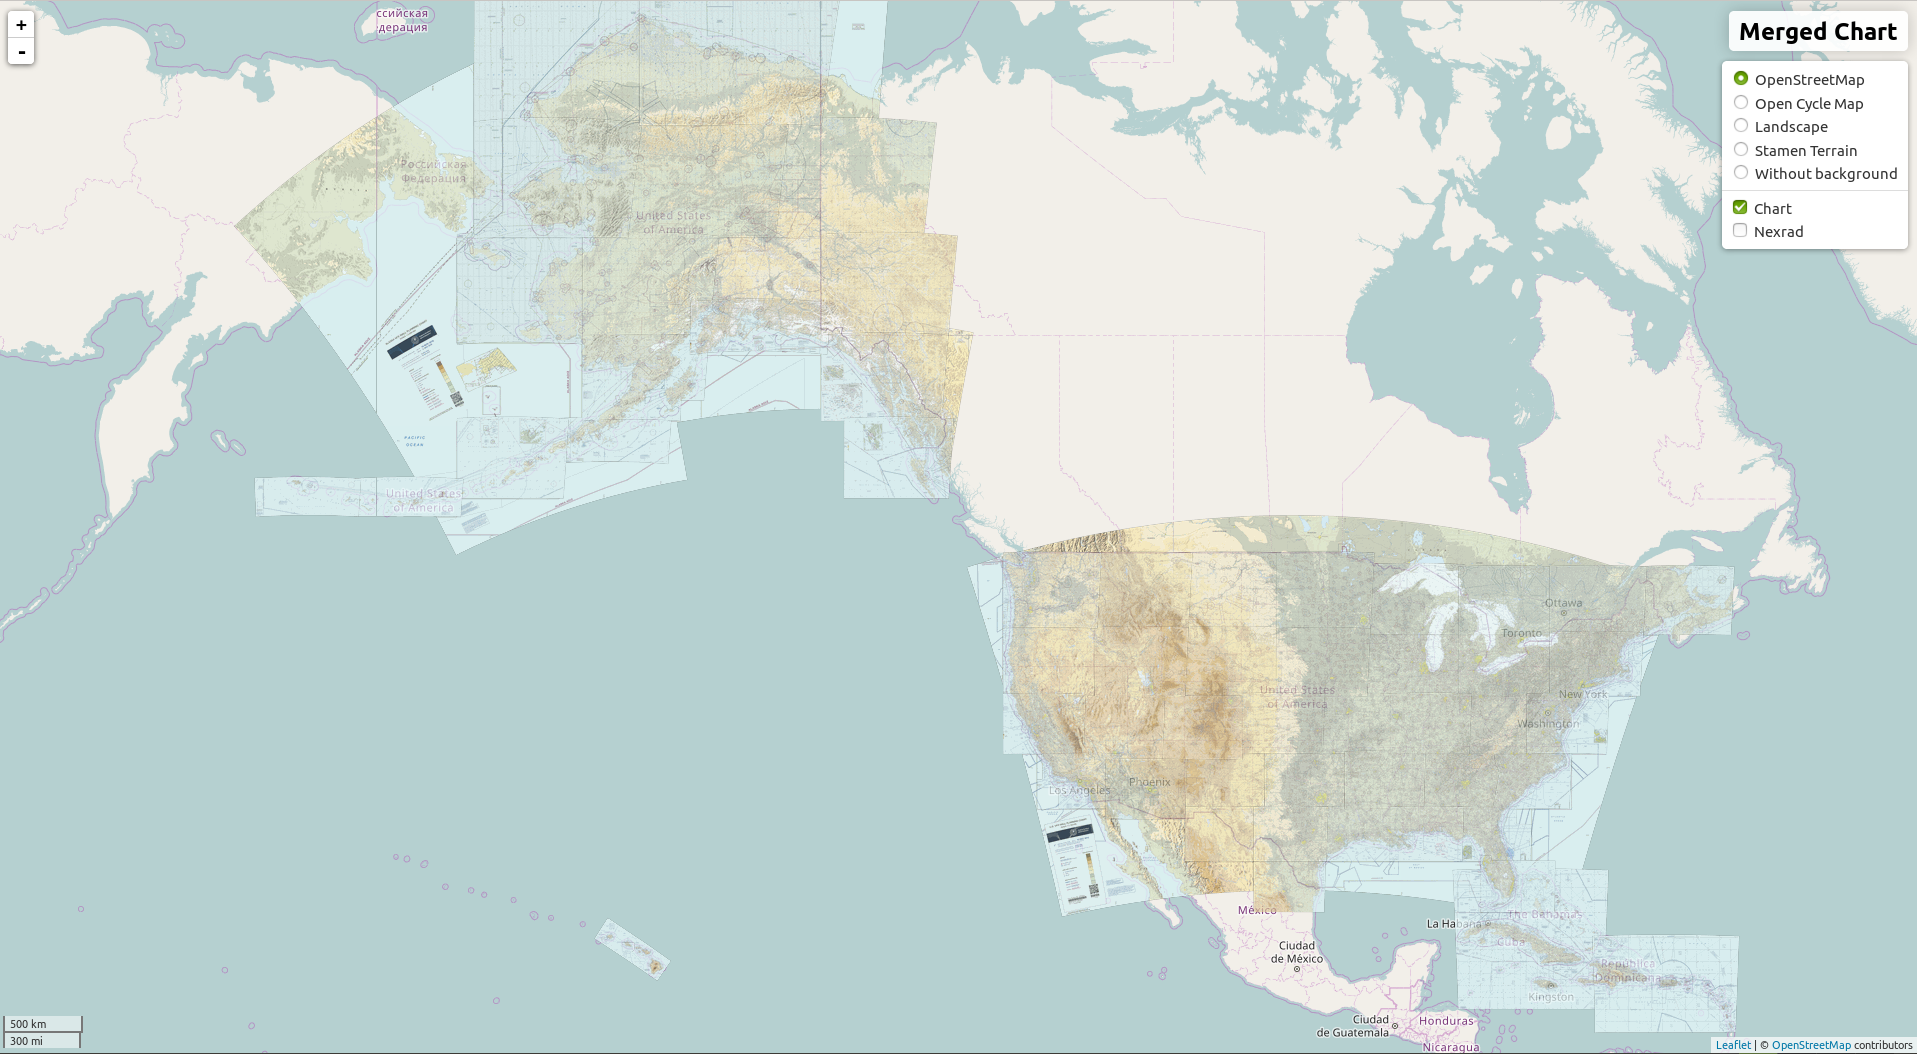 ссийская
дерация
+
-
Merged Chart
OpenStreetMap
Open Cycle Map
Landscape
Stamen Terrain
Without background
Chart
Nexrad
Российская
Федерация
United States
of America
PACIFIC
OCEAN
United States
of America
Ottawa
Toronto
United States
of America
New York
Washington
Phoenix
Los Angeles
México
La Habana
The Bahamas
Cuba
Ciudad
de México
República
Dominicana
Kingston
Ciudad
de Guatemala
Honduras
Nicaragua
500 km
300 mi
Leaflet | © OpenStreetMap contributors